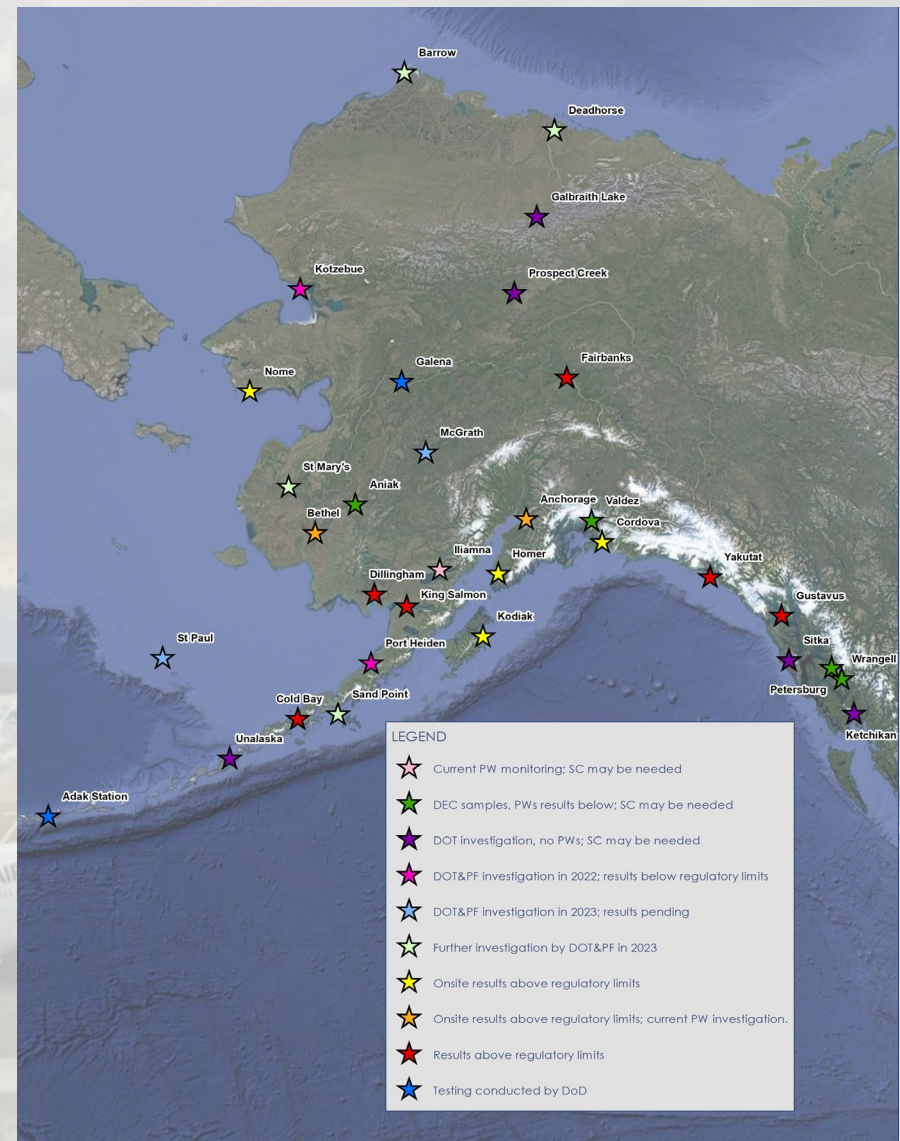 Barrow
Deadhorse
Galbraith Lake
Kotzebue
Prospect Creek
Nome
Galena
Fairbanks
McGrath
St Mary's
Aniak
Bethel
Anchorage
Valdez
Cordova
Iliamna
Homer
Dillingham
King Salmon
Yakutat
Gustavus
Kodiak
St Paul
Port Heiden
Sitka
Wrangell
Petersburg
Cold Bay
Sand Point
Unalaska
Ketchikan
Adak Station
LEGEND
Current PW monitoring; SC may be needed
DEC samples, PWs results below; SC may be needed
DOT investigation, no PWs; SC may be needed
DOT&PF investigation in 2022; results below regulatory limits
DOT&PF investigation in 2023; results pending
Further investigation by DOT&PF in 2023
Onsite results above regulatory limits
Onsite results above regulatory limits; current PW investigation.
Results above regulatory limits
Testing conducted by DoD